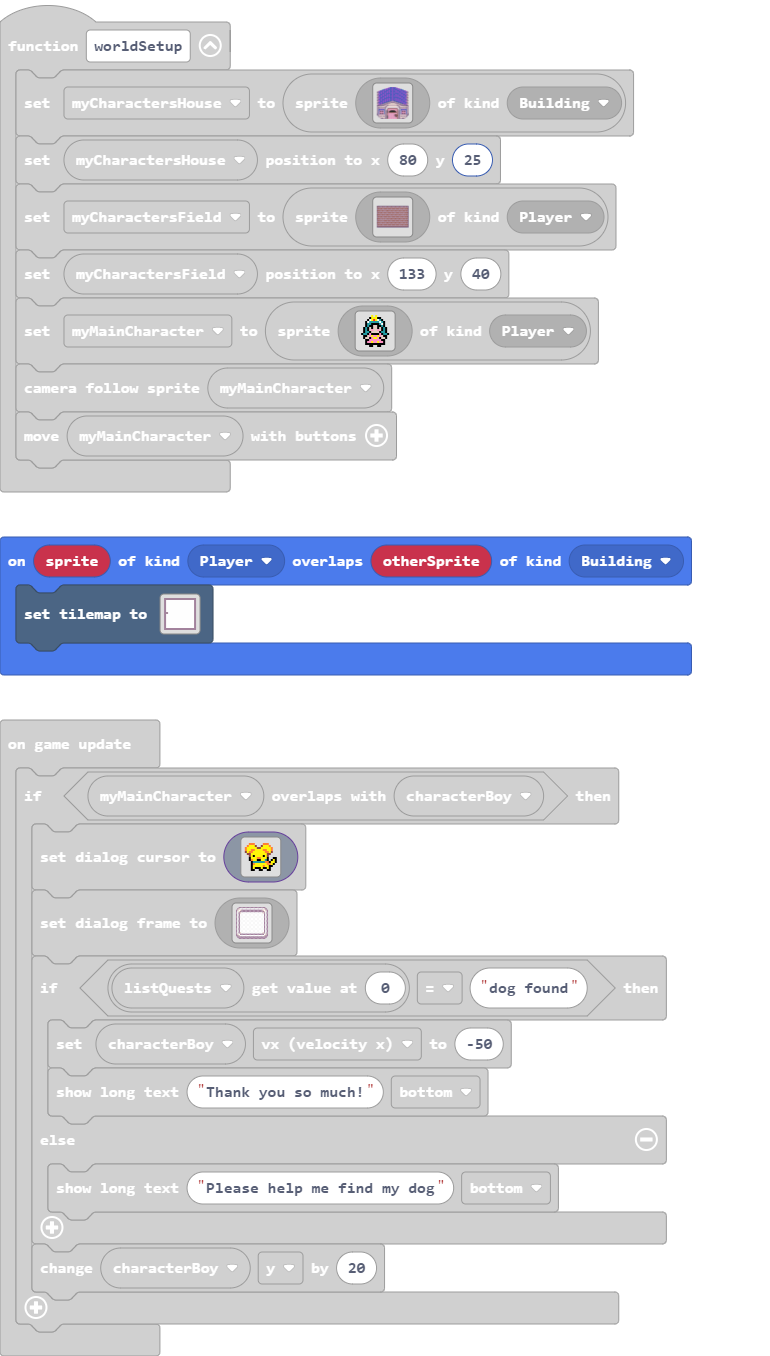 function worldSetup
set myCharactersHouse to sprite of kind Building
set myCharactersHouse position to x 80 y 25
set myCharactersField to sprite of kind Player
set myCharactersField position to x 133 y 40
set myMainCharacter to sprite of kind Player
camera follow sprite myMainCharacter
move myMainCharacter with buttons
on sprite of kind Player overlaps otherSprite of kind Building
set tilemap to
on game update
if myMainCharacter overlaps with characterBoy then
set dialog cursor to
set dialog frame to
if listQuests get value at 0 = "dog found" then
set characterBoy vx (velocity x) to -50
show long text "Thank you so much!" bottom
else
show long text "Please help me find my dog" bottom
change characterBoy y by 20